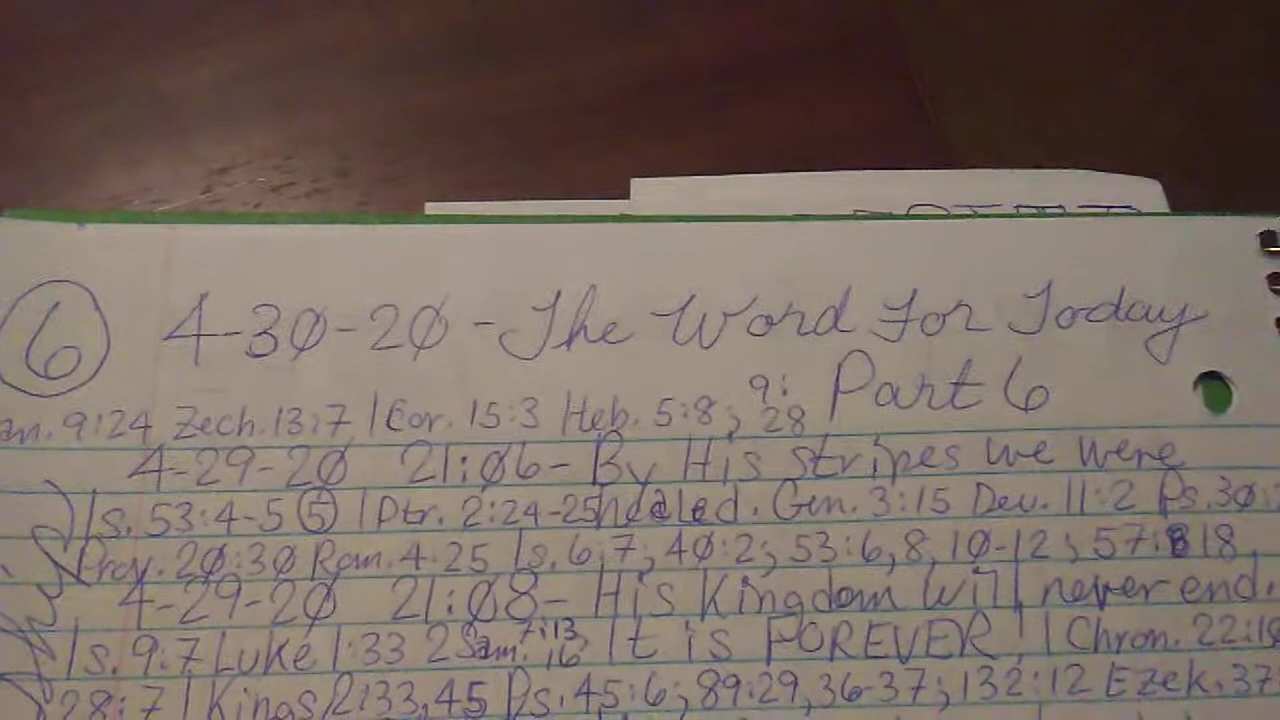 6 4-30-20 - The Word For Today
Part 6
an. 9:24 Zech. 13:7 1 Cor. 15:3 Heb. 5:8; 9:28
4-29-20 21:06 - By His stripes we were
Is. 53:4-5 5 1 Ptr. 2:24-25 healed. Gen. 3:15 Deu. 11:2 Ps. 30:
Prov. 20:30 Rom. 4:25 Is. 6:7; 40:2; 53:6,8,10-12; 57:18
4-29-20 21:08 - His Kingdom will never end.
Is. 9:7 Luke 1:33 2 Sam. 7:13, 16 It is FOREVER! 1 Chron. 22:10
28:7 1 Kings 2:33,45 Ps. 45:6; 89:29,36-37; 132:12 Ezek. 37